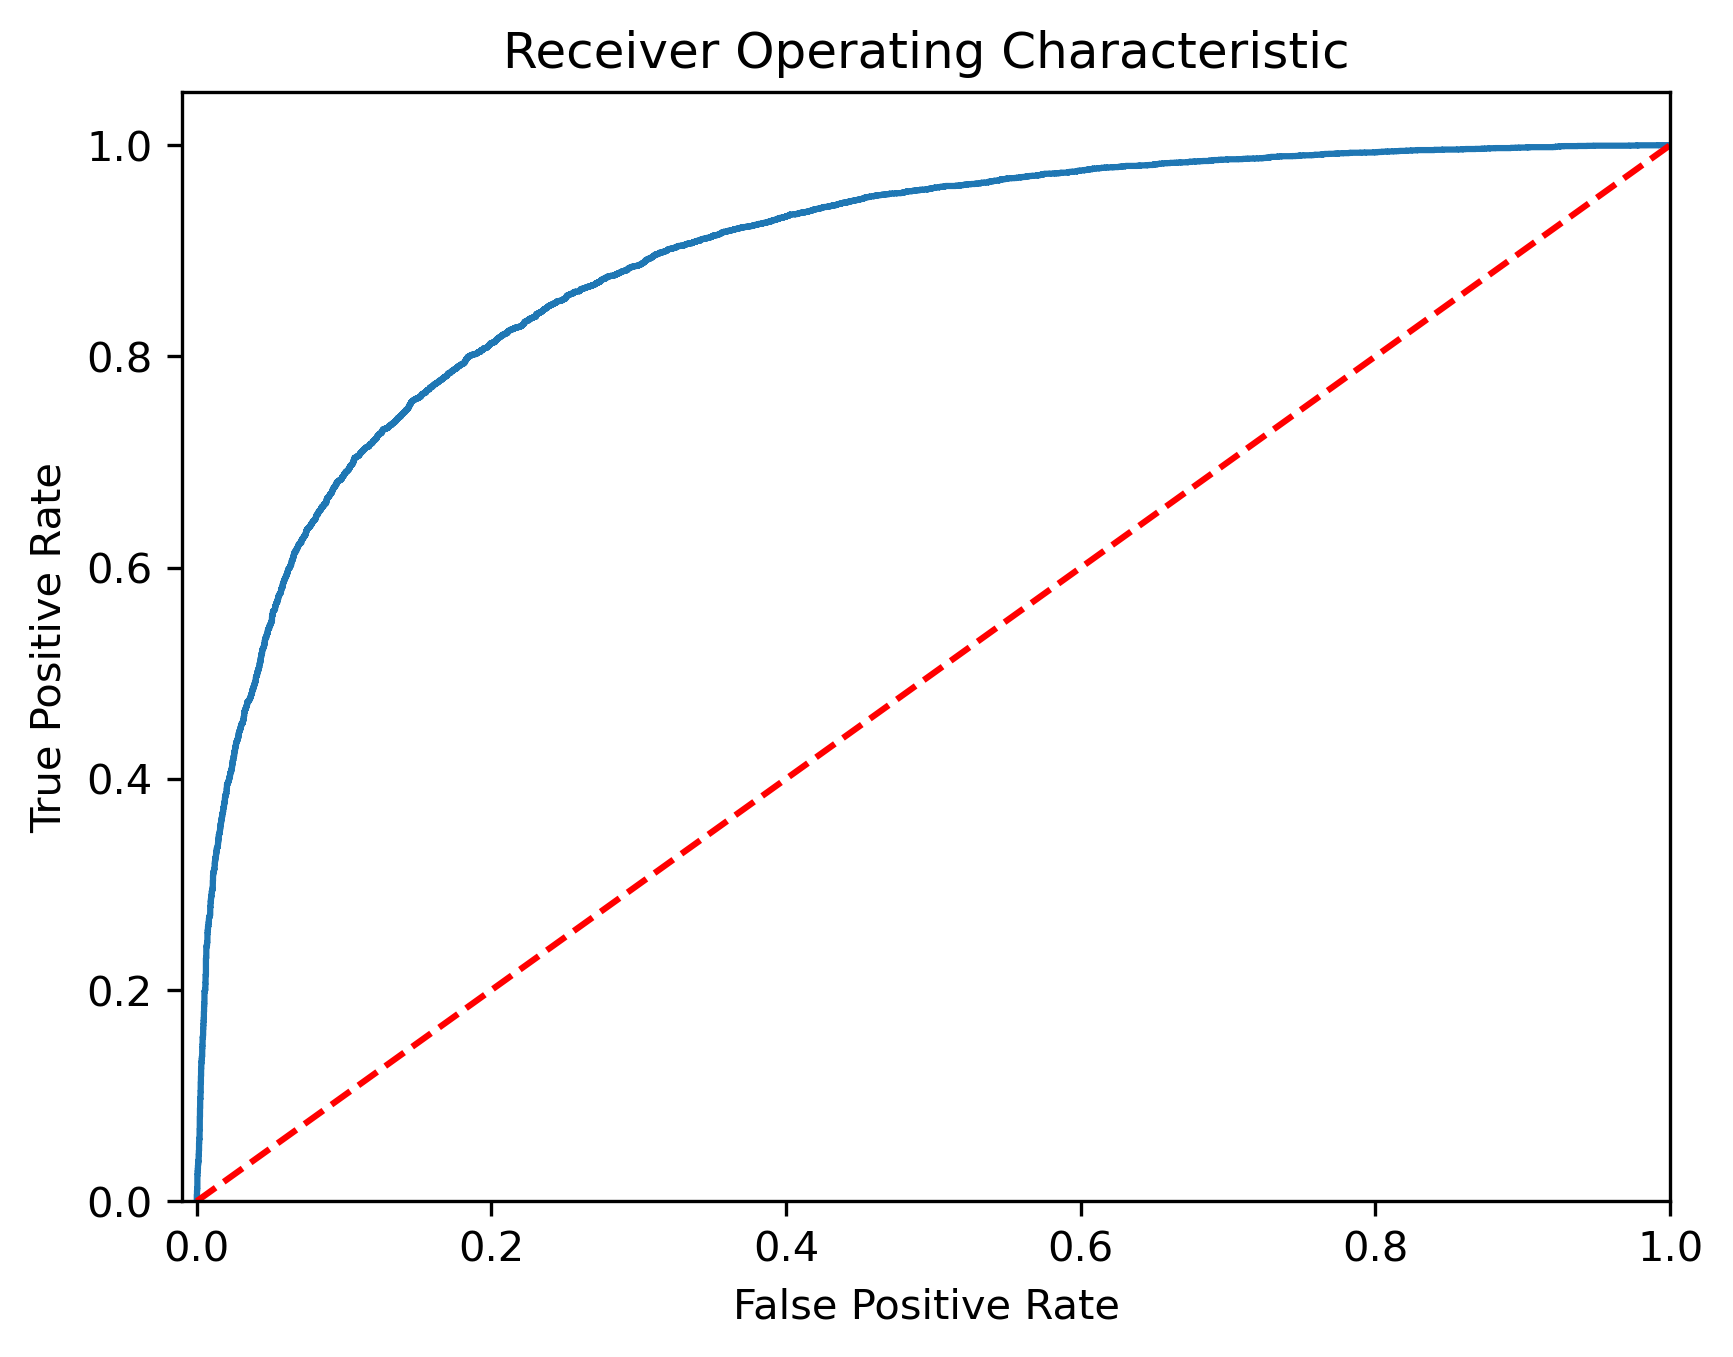 Receiver Operating Characteristic
1.0
0.8
0.6
0.4
0.2
0.0
True Positive Rate
0.0 0.2 0.4 0.6 0.8 1.0
False Positive Rate